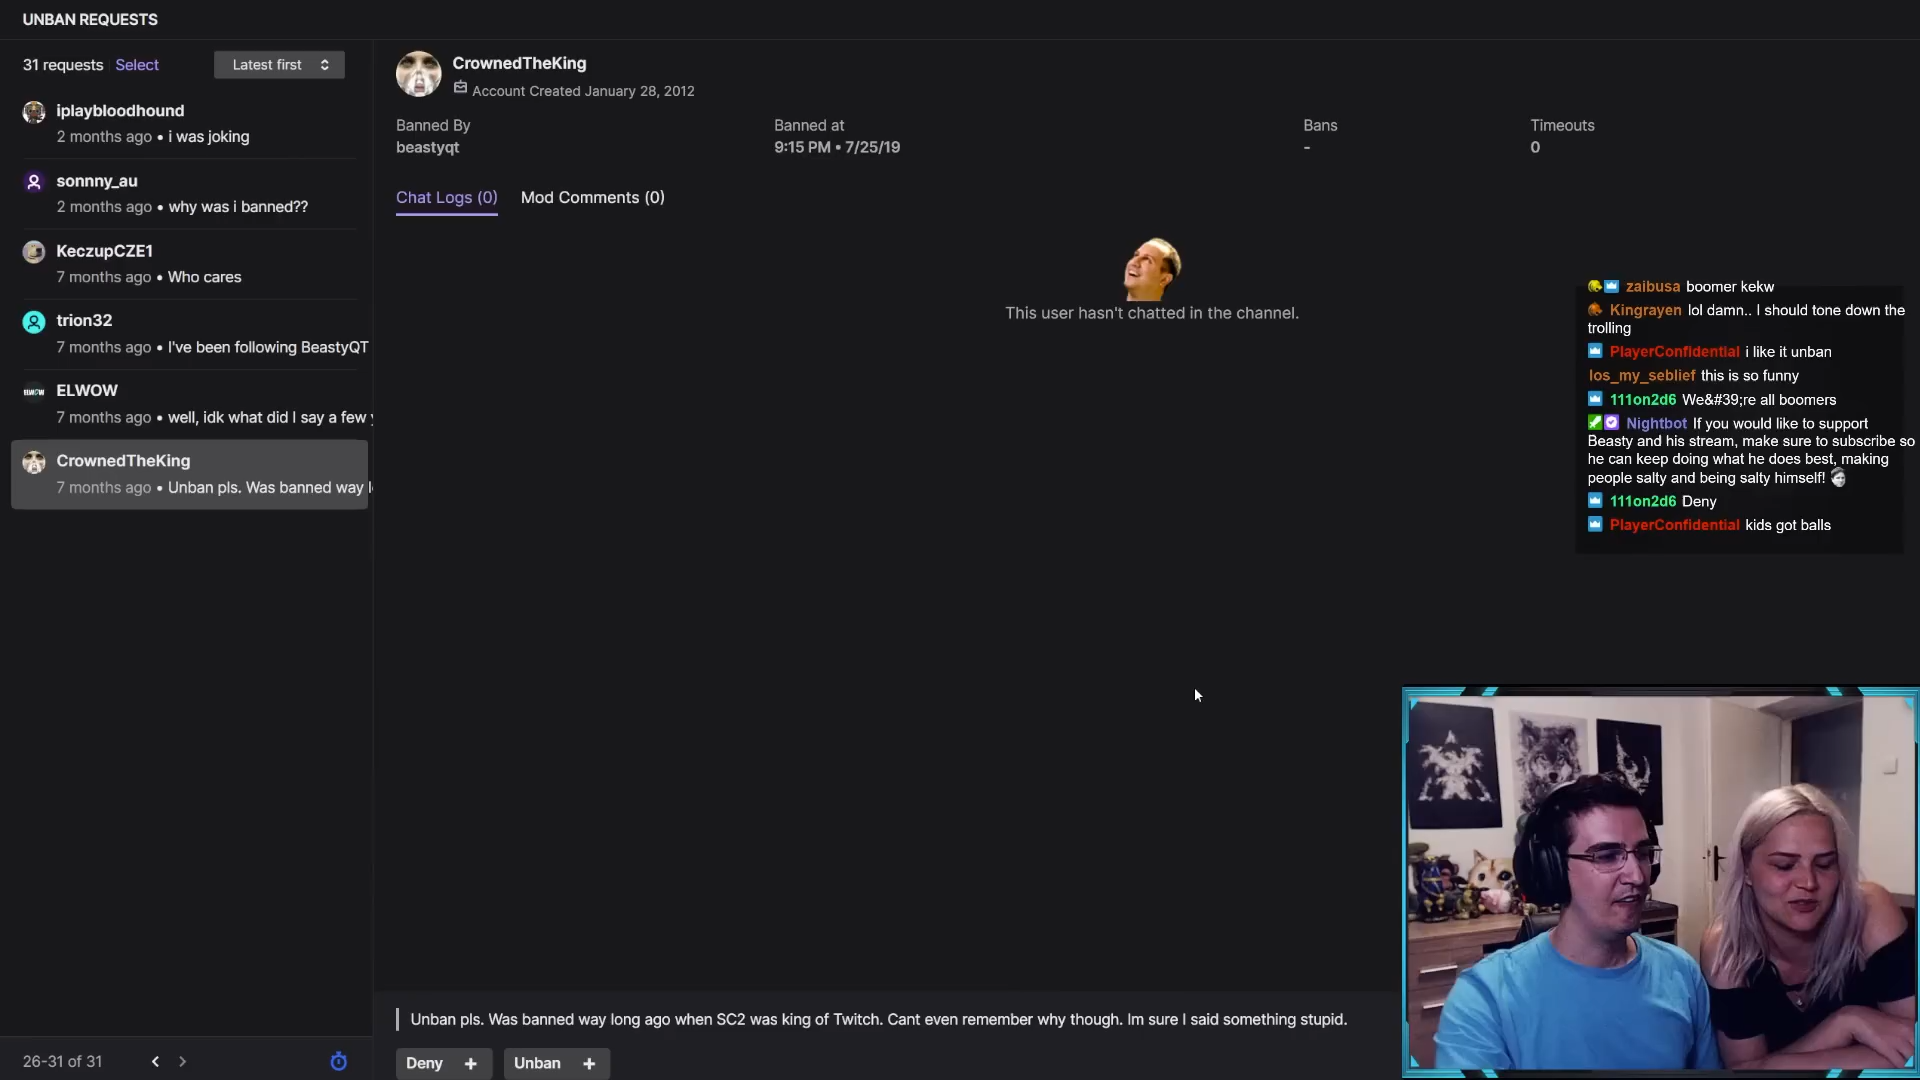 UNBAN REQUESTS
31 requests Select
Latest first
iplaybloodhound
2 months ago • i was joking
sonnny_au
2 months ago • why was i banned??
KeczupCZE1
7 months ago • Who cares
trion32
7 months ago • I've been following BeastyQT
ELWOW
7 months ago • well, idk what did I say a few
CrownedTheKing
7 months ago • Unban pls. Was banned way
26-31 of 31
CrownedTheKing
Account Created January 28, 2012
Banned By
beastyqt
Banned at
9:15 PM • 7/25/19
Bans
-
Timeouts
0
Chat Logs (0)
Mod Comments (0)
This user hasn't chatted in the channel.
zaibusa boomer kekw
Kingrayen lol damn.. I should tone down the
trolling
PlayerConfidential i like it unban
los_my_seblief this is so funny
111on2d6 We&#39;re all boomers
Nightbot If you would like to support
Beasty and his stream, make sure to subscribe so
he can keep doing what he does best, making
people salty and being salty himself!
111on2d6 Deny
PlayerConfidential kids got balls
Unban pls. Was banned way long ago when SC2 was king of Twitch. Cant even remember why though. Im sure I said something stupid.
Deny +
Unban +